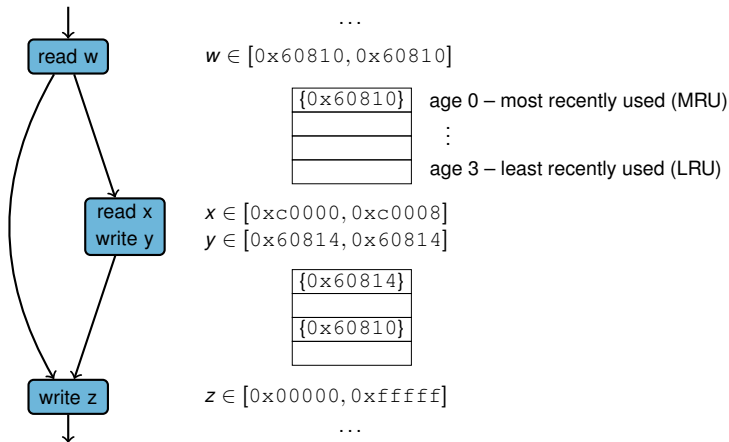 ...
read w
w ∈ [0x60810, 0x60810]
{0x60810} age 0 – most recently used (MRU)
⋮
age 3 – least recently used (LRU)
read x
write y
x ∈ [0xc0000, 0xc0008]
y ∈ [0x60814, 0x60814]
{0x60814}
{0x60810}
write z
z ∈ [0x00000, 0xfffff]
...